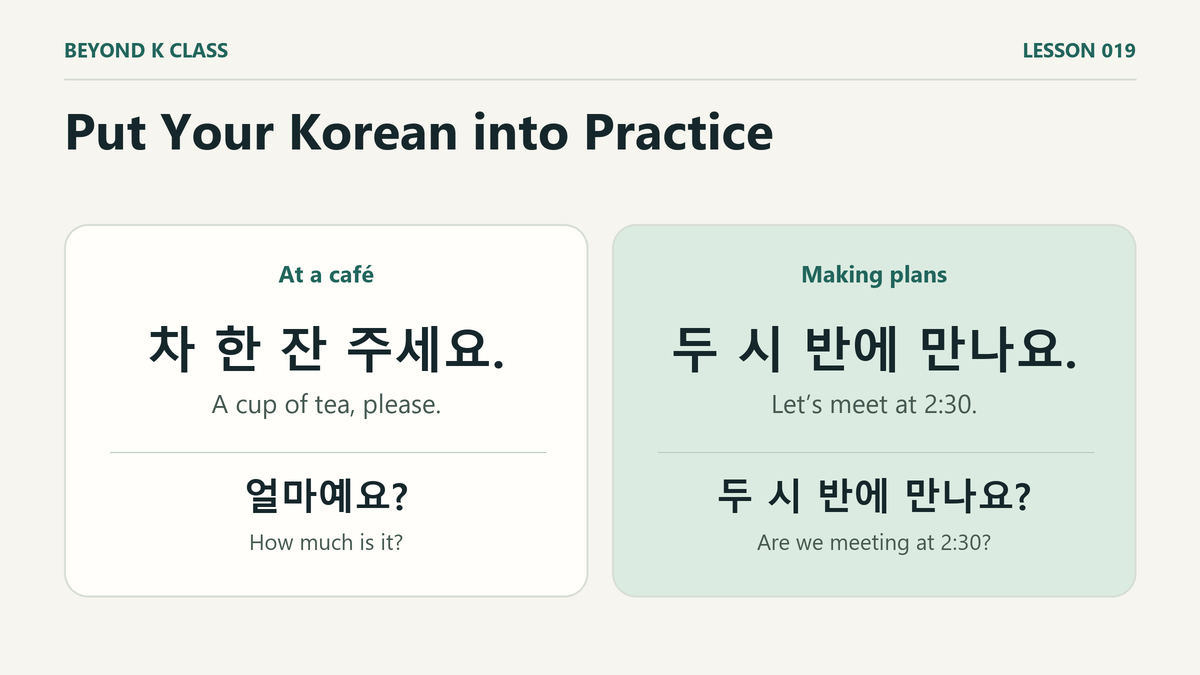 BEYOND K CLASS
LESSON 019
Put Your Korean into Practice
At a café
차 한 잔 주세요.
A cup of tea, please.
얼마예요?
How much is it?
Making plans
두 시 반에 만나요.
Let’s meet at 2:30.
두 시 반에 만나요?
Are we meeting at 2:30?